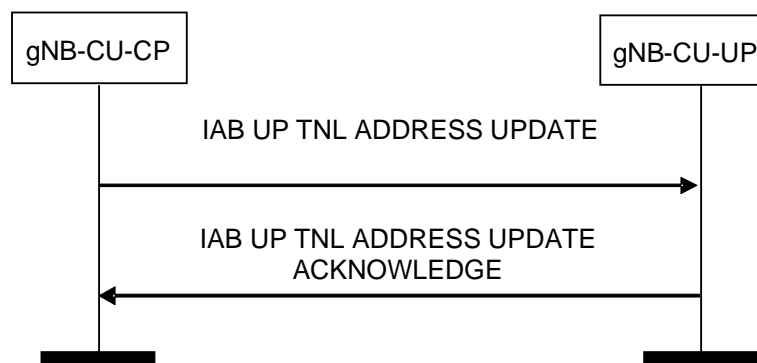 gNB-CU-CP
gNB-CU-UP
IAB UP TNL ADDRESS UPDATE
IAB UP TNL ADDRESS UPDATE
ACKNOWLEDGE